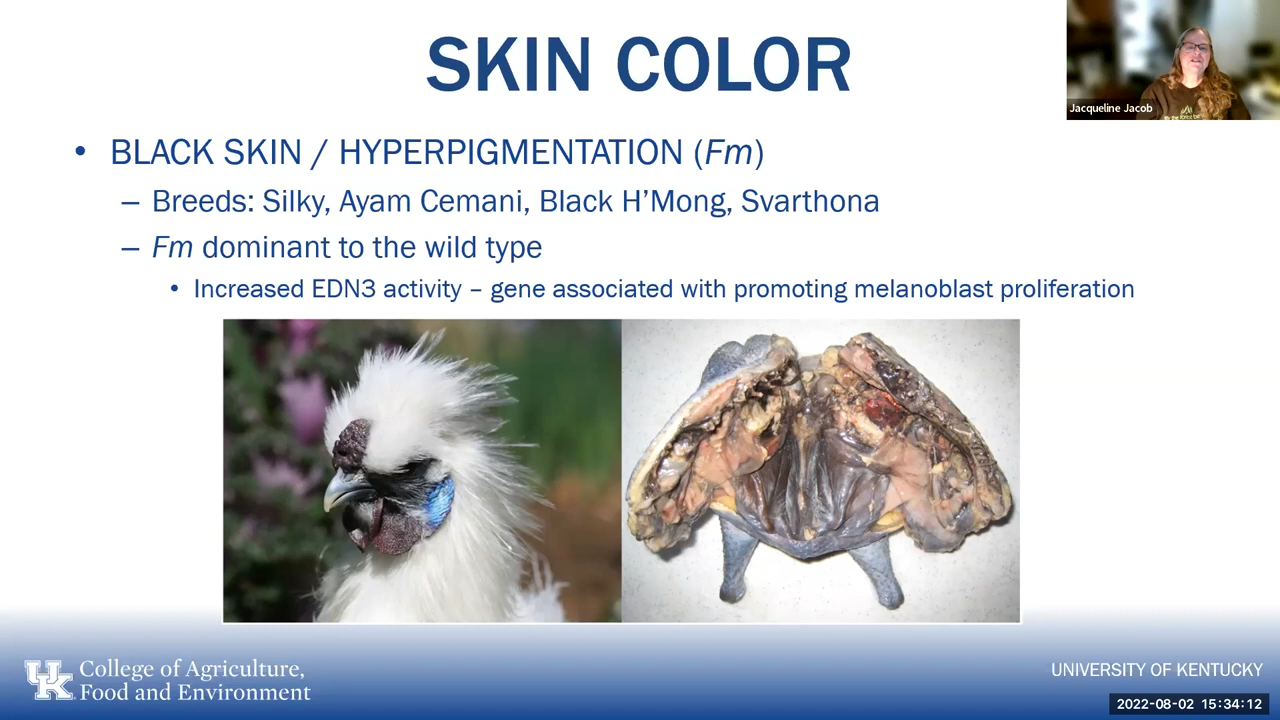 SKIN COLOR
Jacqueline Jacob
• BLACK SKIN / HYPERPIGMENTATION (Fm)
– Breeds: Silky, Ayam Cemani, Black H’Mong, Svarthona
– Fm dominant to the wild type
• Increased EDN3 activity – gene associated with promoting melanoblast proliferation
UK
College of Agriculture,
Food and Environment
UNIVERSITY OF KENTUCKY
2022-08-02 15:34:12